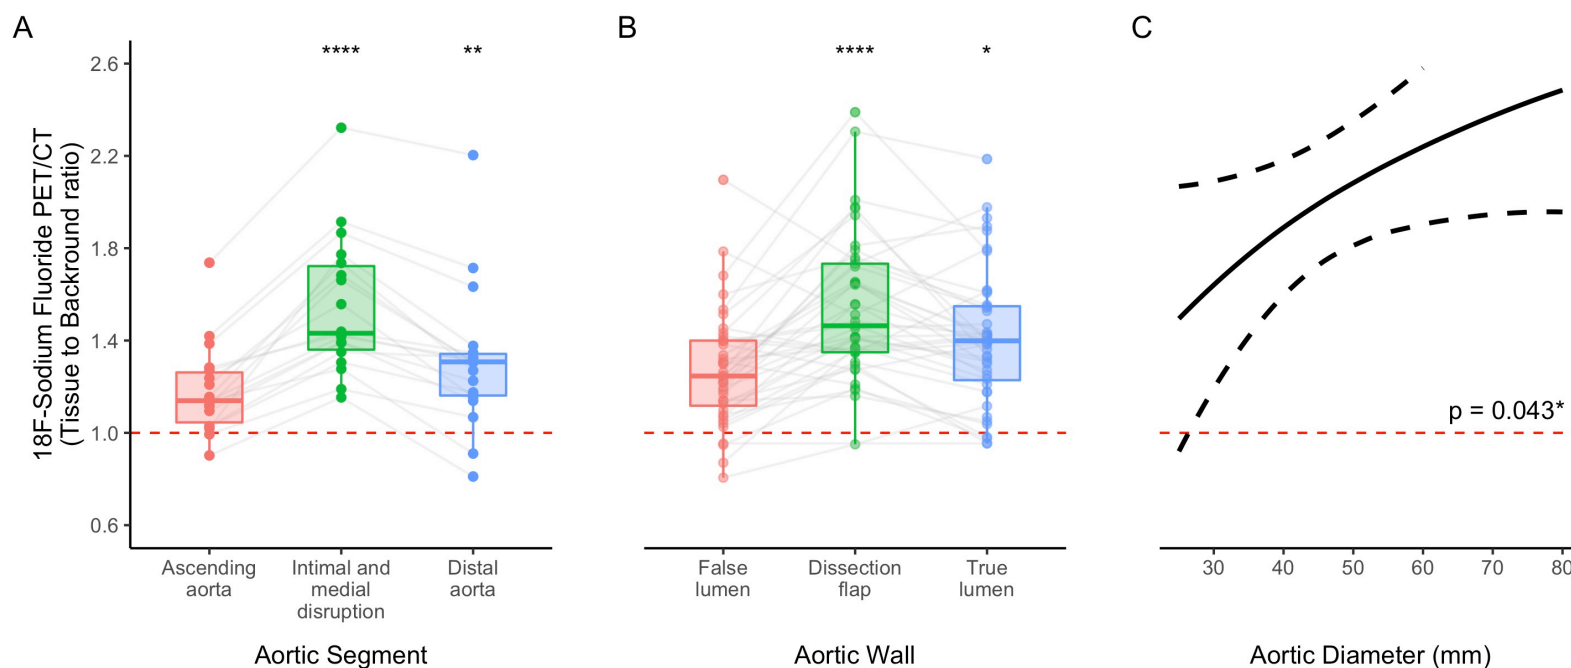 A
B
C
18F-Sodium Fluoride PET/CT
(Tissue to Backround ratio)
2.6
2.2
1.8
1.4
1.0
0.6
**** **
**** *
p = 0.043*
Ascending
aorta
Intimal and
medial
disruption
Distal
aorta
Aortic Segment
False
lumen
Dissection
flap
True
lumen
Aortic Wall
30 40 50 60 70 80
Aortic Diameter (mm)